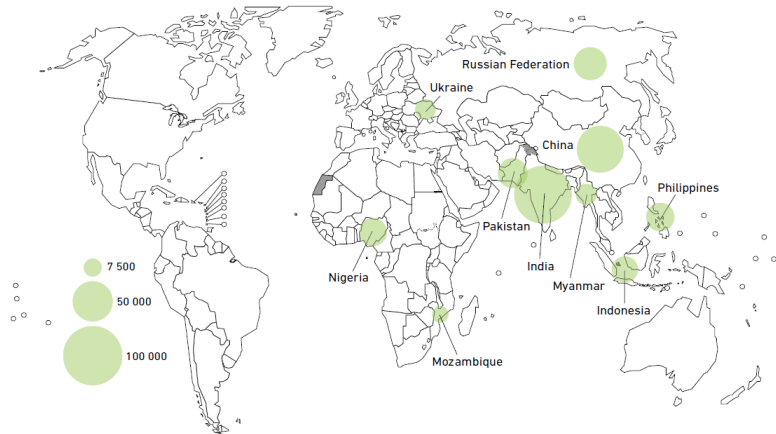 Russian Federation
Ukraine
China
Philippines
Pakistan
India
Nigeria
Myanmar
Indonesia
Mozambique
7 500
50 000
100 000